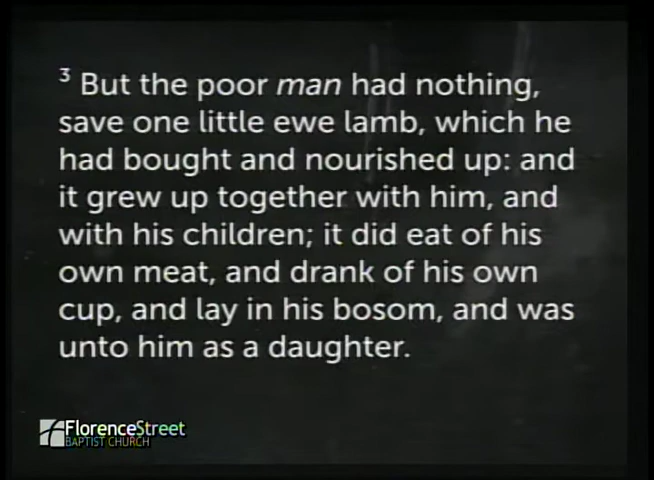 3 But the poor man had nothing,
save one little ewe lamb, which he
had bought and nourished up: and
it grew up together with him, and
with his children; it did eat of his
own meat, and drank of his own
cup, and lay in his bosom, and was
unto him as a daughter.
FlorenceStreet
BAPTIST CHURCH